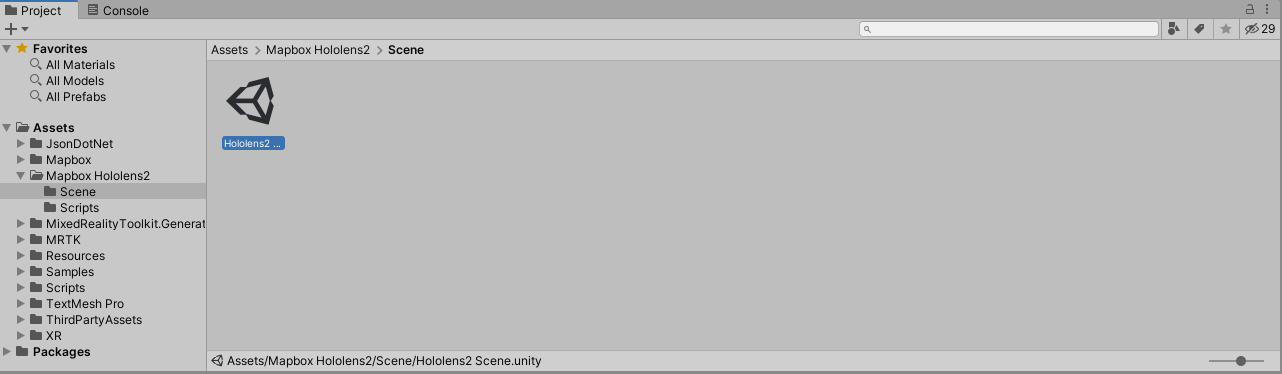 Project
Console
29
Favorites
All Materials
All Models
All Prefabs
Assets
JsonDotNet
Mapbox
Mapbox Hololens2
Scene
Scripts
MixedRealityToolkit.Generat
MRTK
Resources
Samples
Scripts
TextMesh Pro
ThirdPartyAssets
XR
Packages
Assets > Mapbox Hololens2 > Scene
Hololens2 ...
Assets/Mapbox Hololens2/Scene/Hololens2 Scene.unity